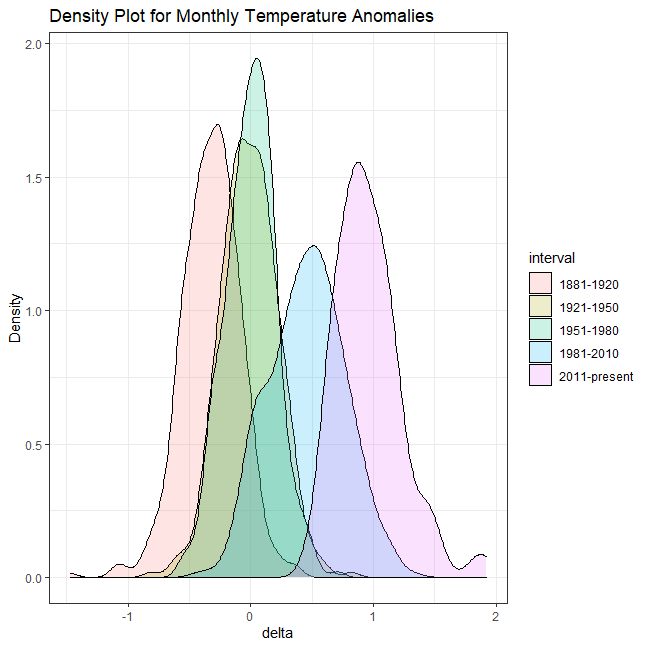 Density Plot for Monthly Temperature Anomalies
2.0
1.5
1.0
0.5
0.0
Density
-1
0
1
2
delta
interval
1881-1920
1921-1950
1951-1980
1981-2010
2011-present